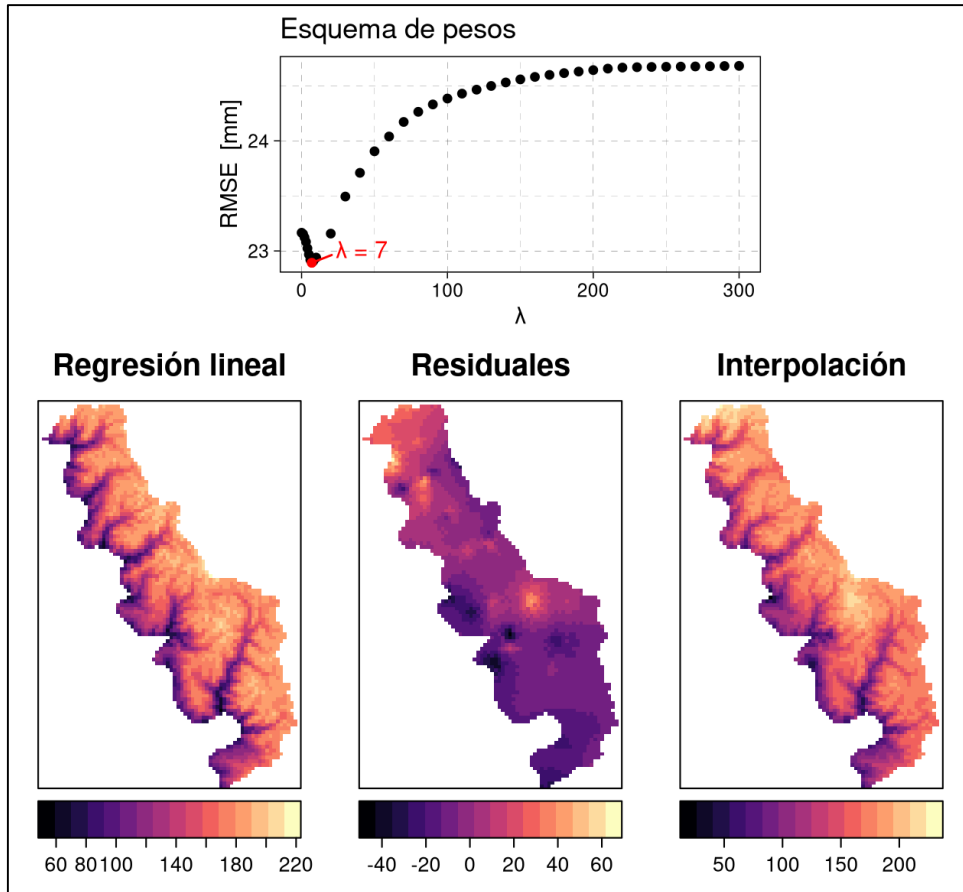 Esquema de pesos
RMSE [mm]
24
23
λ = 7
0 100 200 300
λ
Regresión lineal
Residuales
Interpolación
60 80 100 140 180 220
-40 -20 0 20 40 60
50 100 150 200